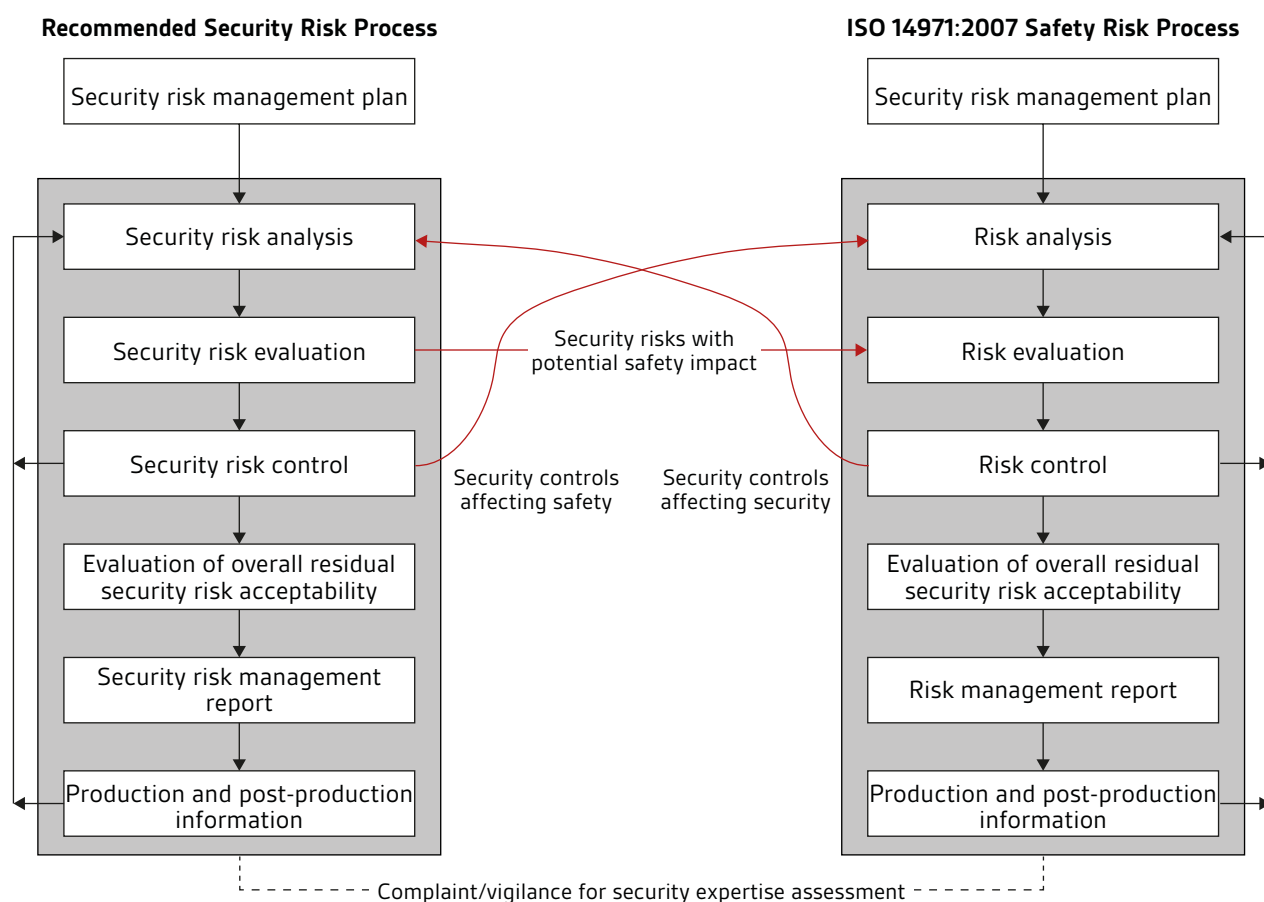 Recommended Security Risk Process
Security risk management plan
Security risk analysis
Security risk evaluation
Security risk control
Evaluation of overall residual
security risk acceptability
Security risk management
report
Production and post-production
information
Security risks with
potential safety impact
Security controls
affecting safety
Security controls
affecting security
ISO 14971:2007 Safety Risk Process
Security risk management plan
Risk analysis
Risk evaluation
Risk control
Evaluation of overall residual
security risk acceptability
Risk management report
Production and post-production
information
Complaint/vigilance for security expertise assessment